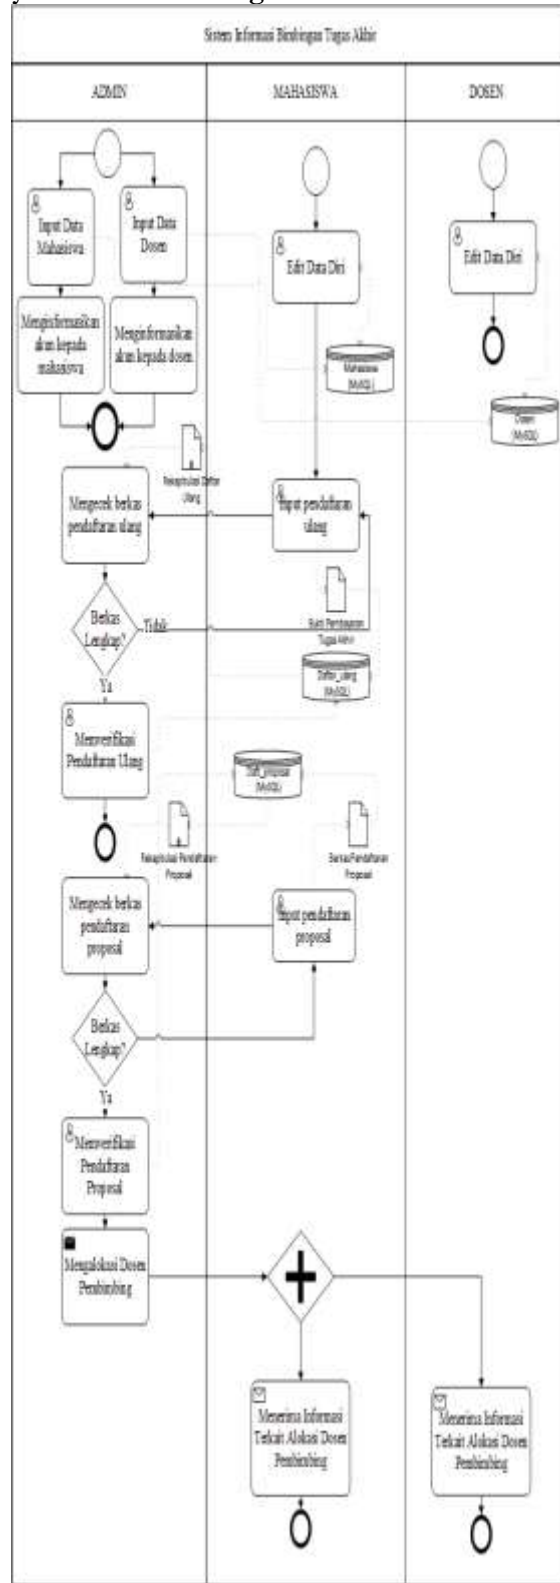 Sistem Informasi Bimbingan Tugas Akhir
ADMIN
MAHASISWA
DOSEN
Input Data
Mahasiswa
Input Data
Dosen
Edit Data Diri
Edit Data Diri
Menginformasikan
akun kepada
mahasiswa
Menginformasikan
akun kepada dosen
Mahasiswa
(MySQL)
Dosen
(MySQL)
Rekapitulasi Daftar
Ulang
Mengecek berkas
pendaftaran ulang
Input pendaftaran
ulang
Berkas
Lengkap?
Tidak
Ya
Bukti Pembayaran
Tugas Akhir
Daftar_ulang
(MySQL)
Memverifikasi
Pendaftaran Ulang
Daft_proposal
(MySQL)
Rekapitulasi Pendaftaran
Proposal
Berkas Pendaftaran
Proposal
Mengecek berkas
pendaftaran
proposal
Input pendaftaran
proposal
Berkas
Lengkap?
Ya
Memverifikasi
Pendaftaran
Proposal
Mengalokasi Dosen
Pembimbing
Menerima Informasi
Terkait Alokasi Dosen
Pembimbing
Menerima Informasi
Terkait Alokasi Dosen
Pembimbing